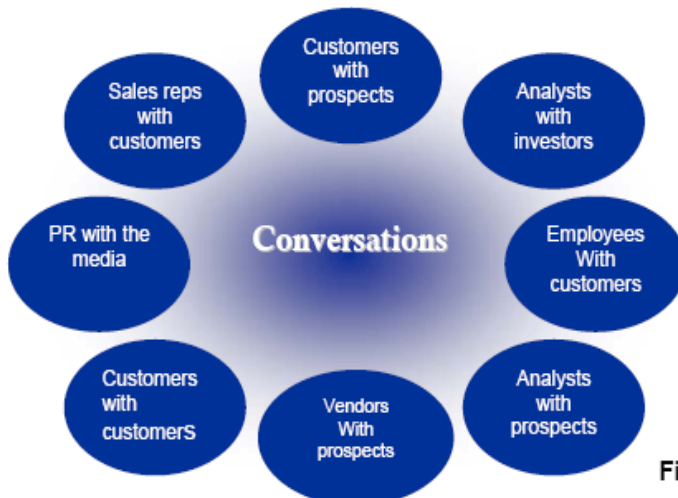 Customers
with
prospects
Sales reps
with
customers
Analysts
with
investors
PR with the
media
Conversations
Employees
With
customers
Customers
with
customerS
Vendors
With
prospects
Analysts
with
prospects
Fi